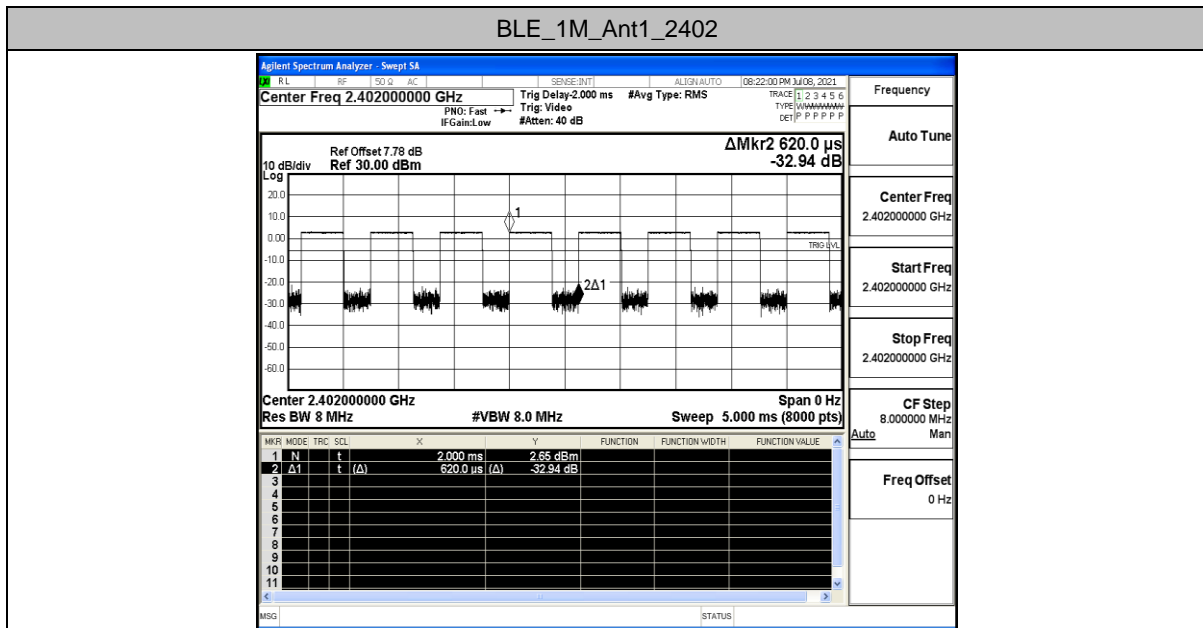 BLE_1M_Ant1_2402
Agilent Spectrum Analyzer - Swept SA
RL RF 50 Ω AC SENSE:INT ALIGN AUTO 08:22:00 PM Jul 08, 2021
Center Freq 2.402000000 GHz
PNO: Fast
IFGain:Low
Trig Delay-2.000 ms
Trig: Video
#Atten: 40 dB
#Avg Type: RMS
TRACE 1 2 3 4 5 6
TYPE
DET P P P P P P
Ref Offset 7.78 dB
10 dB/div Ref 30.00 dBm
Log
ΔMkr2 620.0 µs
-32.94 dB
20.0
10.0
0.00
-10.0
-20.0
-30.0
-40.0
-50.0
-60.0
1
TRIG LVL
2Δ1
Center 2.402000000 GHz Span 0 Hz
Res BW 8 MHz #VBW 8.0 MHz Sweep 5.000 ms (8000 pts)
MKR MODE TRC SCL X Y FUNCTION FUNCTION WIDTH FUNCTION VALUE
1 N t 2.000 ms 2.65 dBm
2 Δ1 t (Δ) 620.0 µs (Δ) -32.94 dB
3
4
5
6
7
8
9
10
11
MSG STATUS
Frequency
Auto Tune
Center Freq
2.402000000 GHz
Start Freq
2.402000000 GHz
Stop Freq
2.402000000 GHz
CF Step
8.000000 MHz
Auto Man
Freq Offset
0 Hz